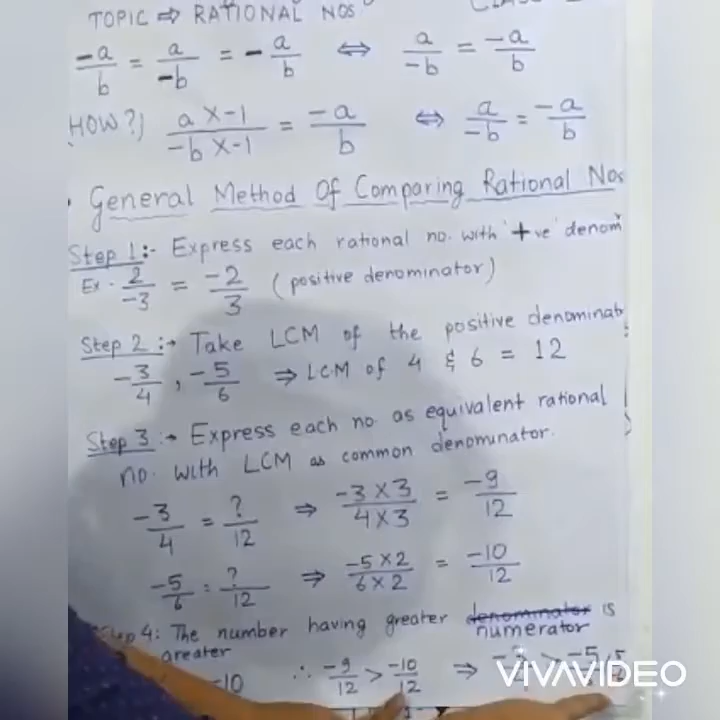 TOPIC ⇒ RATIONAL NOS
-a/b = a/-b = -a/b ⇔ a/-b = -a/b
HOW?) a×-1/-b×-1 = -a/b ⇔ a/-b = -a/b
• General Method Of Comparing Rational Nos
Step 1:- Express each rational no. with '+ve' denom
Ex. 2/-3 = -2/3 (positive denominator)
Step 2:→ Take LCM of the positive denominat
-3/4, -5/6 ⇒ LCM of 4 & 6 = 12
Step 3:→ Express each no. as equivalent rational
no. with LCM as common denominator.
-3/4 = ?/12 ⇒ -3×3/4×3 = -9/12
-5/6 = ?/12 ⇒ -5×2/6×2 = -10/12
Step 4: The number having greater denominator is
numerator
greater
-10 ∴ -9/12 > -10/12 ⇒
VIVAVIDEO